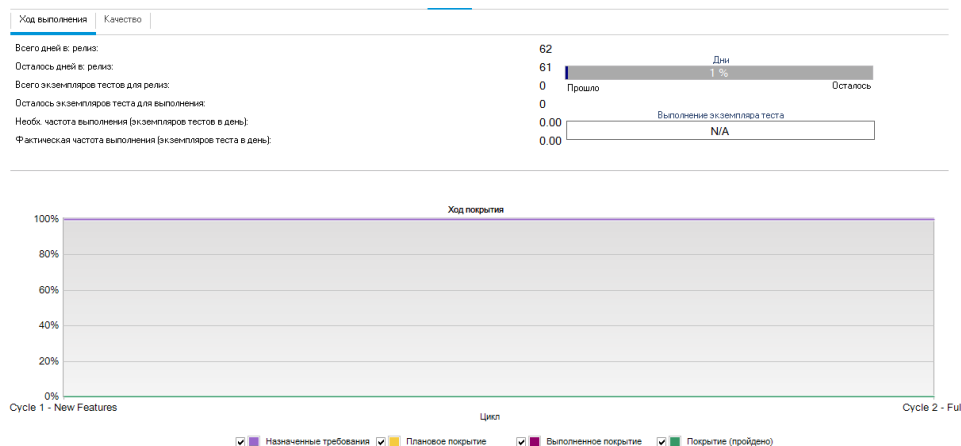 Ход выполнения Качество
Всего дней в: релиз: 62
Осталось дней в: релиз: 61
Всего экземпляров тестов для релиз: 0
Осталось экземпляров теста для выполнения: 0
Необх. частота выполнения (экземпляров тестов в день): 0.00
Фактическая частота выполнения (экземпляров теста в день): 0.00
Дни
1 %
Прошло Осталось
Выполнение экземпляра теста
N/A
Ход покрытия
100%
80%
60%
40%
20%
0%
Cycle 1 - New Features Cycle 2 - Ful
Цикл
Назначенные требования Плановое покрытие Выполненное покрытие Покрытие (пройдено)